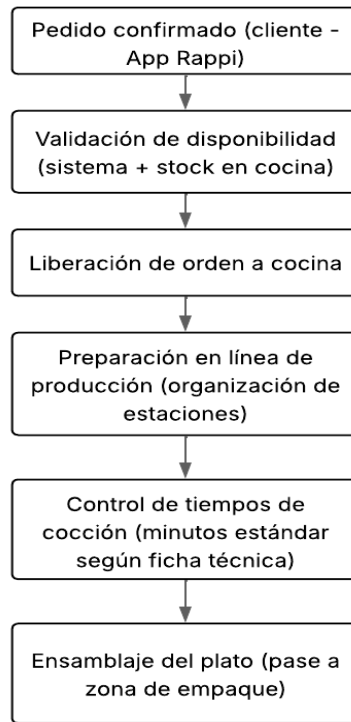 Pedido confirmado (cliente -
App Rappi)
Validación de disponibilidad
(sistema + stock en cocina)
Liberación de orden a cocina
Preparación en línea de
producción (organización de
estaciones)
Control de tiempos de
cocción (minutos estándar
según ficha técnica)
Ensamblaje del plato (pase a
zona de empaque)